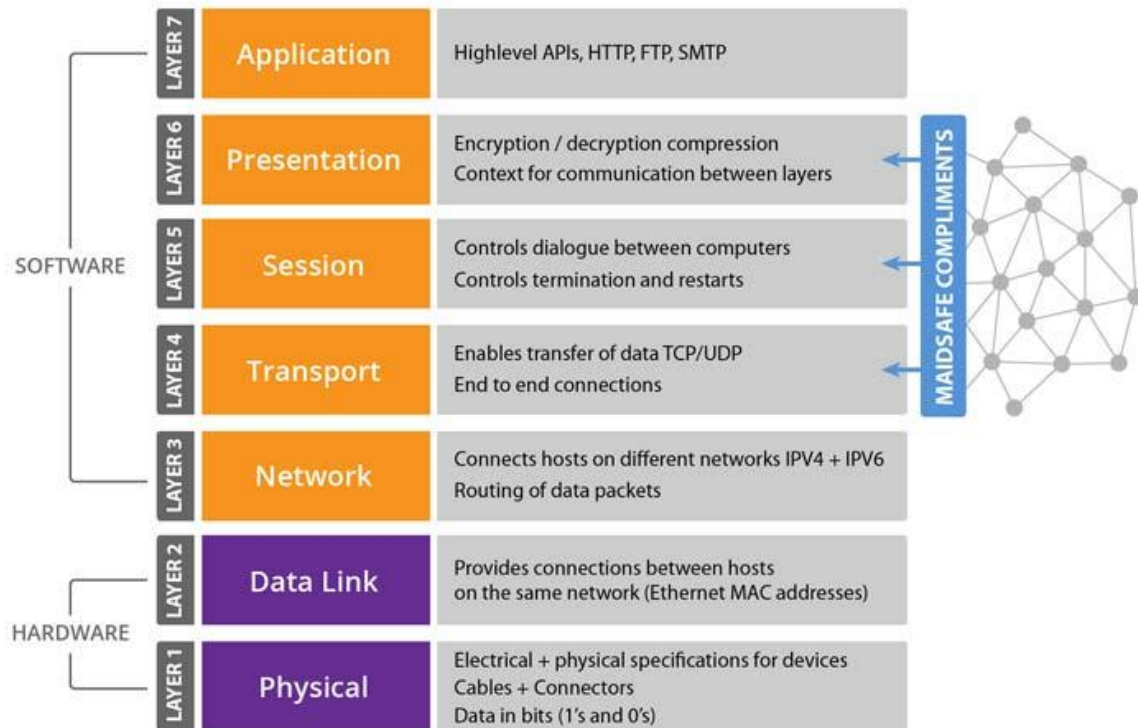 LAYER 7
Application
Highlevel APIs, HTTP, FTP, SMTP
LAYER 6
Presentation
Encryption / decryption compression
Context for communication between layers
LAYER 5
Session
Controls dialogue between computers
Controls termination and restarts
SOFTWARE
LAYER 4
Transport
Enables transfer of data TCP/UDP
End to end connections
MAIDSAFE COMPLIMENTS
LAYER 3
Network
Connects hosts on different networks IPV4 + IPV6
Routing of data packets
LAYER 2
Data Link
Provides connections between hosts
on the same network (Ethernet MAC addresses)
HARDWARE
LAYER 1
Physical
Electrical + physical specifications for devices
Cables + Connectors
Data in bits (1's and 0's)